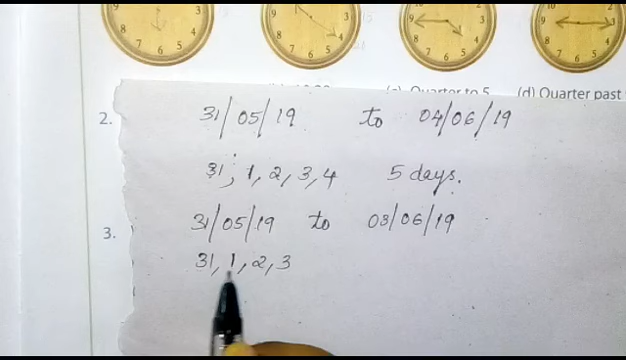 (c) Quarter to 5 (d) Quarter past
2. 31/05/19 to 04/06/19
31, 1, 2, 3, 4 5 days.
3. 31/05/19 to 03/06/19
31, 1, 2, 3